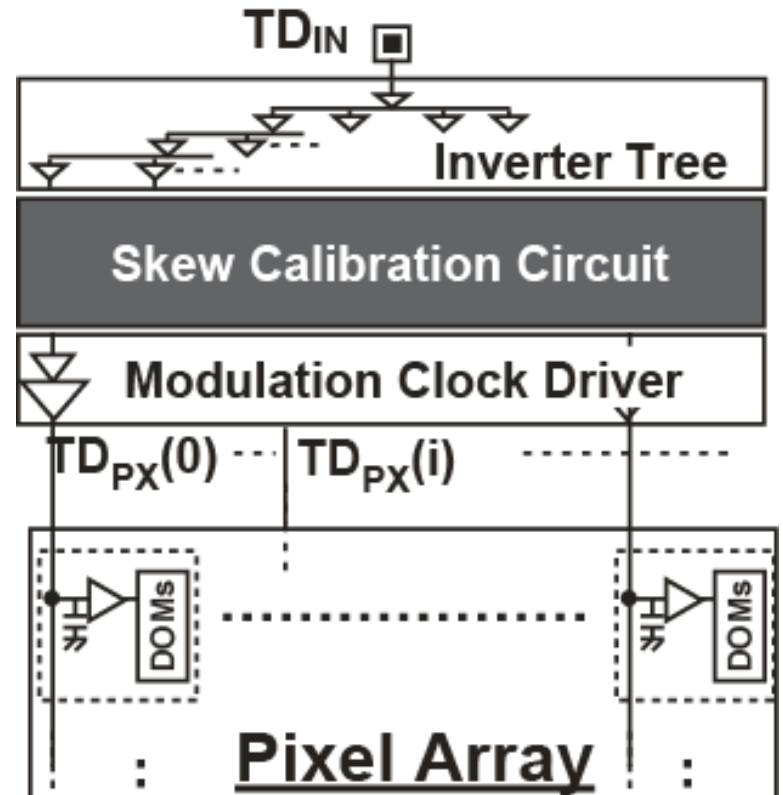 TDIN
Inverter Tree
Skew Calibration Circuit
Modulation Clock Driver
TDPX(0) TDPX(i)
DOMs DOMs
Pixel Array